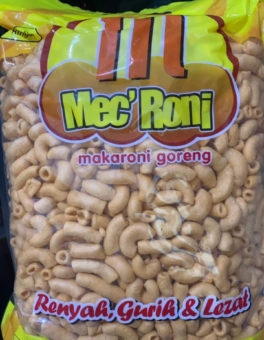 m
Mec' Roni
makaroni goreng
Renyah, Gurih & Lezat